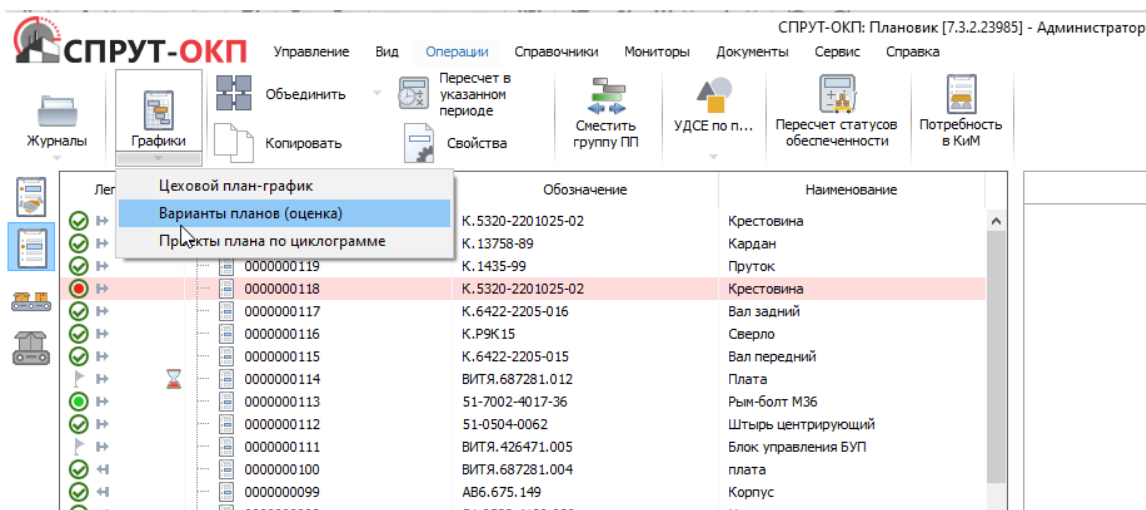 СПРУТ-ОКП: Плановик [7.3.2.23985] - Администратор
СПРУТ-ОКП
Управление Вид Операции Справочники Мониторы Документы Сервис Справка
Журналы
Графики
Объединить
Копировать
Пересчет в
указанном
периоде
Свойства
Сместить
группу ПП
УДСЕ по п...
Пересчет статусов
обеспеченности
Потребность
в КиМ
Цеховой план-график
Варианты планов (оценка)
Проекты плана по циклограмме
Лег Обозначение Наименование
К.5320-2201025-02 Крестовина
К.13758-89 Кардан
0000000119 К.1435-99 Пруток
0000000118 К.5320-2201025-02 Крестовина
0000000117 К.6422-2205-016 Вал задний
0000000116 К.Р9К15 Сверло
0000000115 К.6422-2205-015 Вал передний
0000000114 ВИТЯ.687281.012 Плата
0000000113 51-7002-4017-36 Рым-болт М36
0000000112 51-0504-0062 Штырь центрирующий
0000000111 ВИТЯ.426471.005 Блок управления БУП
0000000100 ВИТЯ.687281.004 плата
0000000099 АВ6.675.149 Корпус